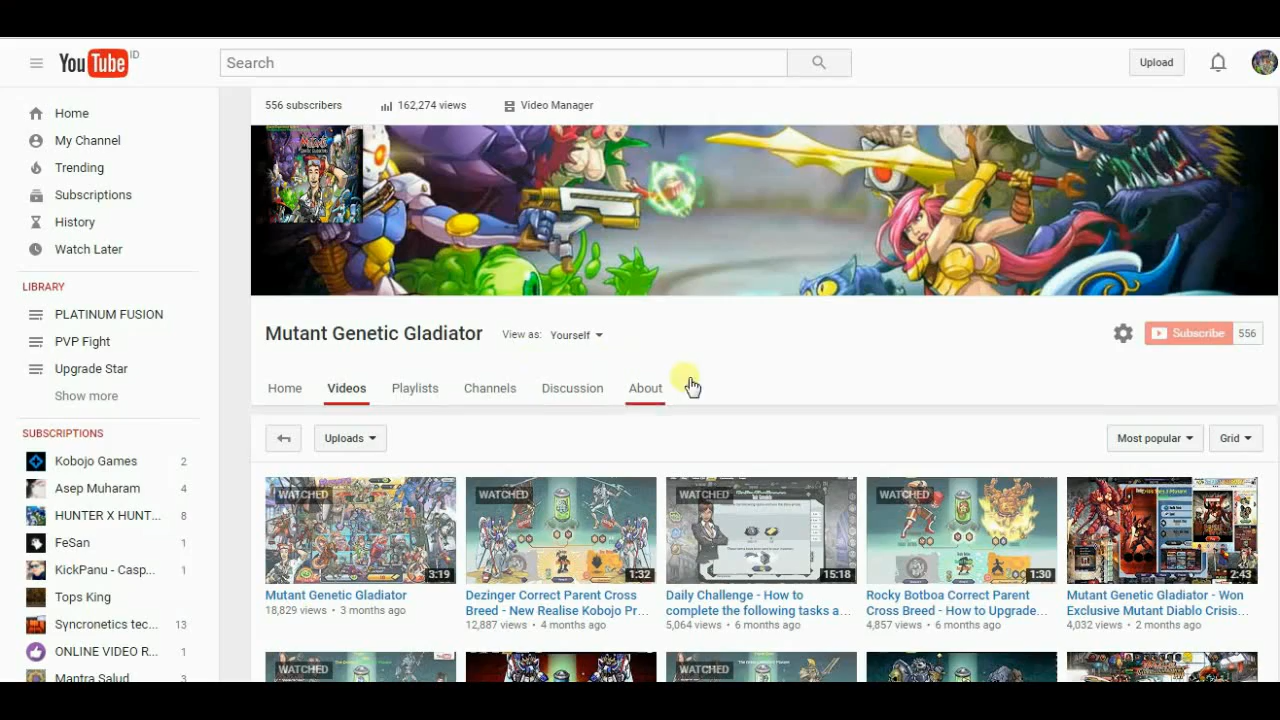 YouTube ID
Search
Upload
Home
My Channel
Trending
Subscriptions
History
Watch Later
LIBRARY
PLATINUM FUSION
PVP Fight
Upgrade Star
Show more
SUBSCRIPTIONS
Kobojo Games 2
Asep Muharam 4
HUNTER X HUNT... 8
FeSan 1
KickPanu - Casp... 1
Tops King
Syncronetics tec... 13
ONLINE VIDEO R... 1
Mantra Salud 3
556 subscribers
162,274 views
Video Manager
Mutant Genetic Gladiator
View as: Yourself
Subscribe 556
Home Videos Playlists Channels Discussion About
Uploads
Most popular
Grid
WATCHED
3:19
Mutant Genetic Gladiator
18,829 views • 3 months ago
WATCHED
1:32
Dezinger Correct Parent Cross
Breed - New Realise Kobojo Pr...
12,887 views • 4 months ago
WATCHED
15:18
Daily Challenge - How to
complete the following tasks a...
5,064 views • 6 months ago
WATCHED
1:30
Rocky Botboa Correct Parent
Cross Breed - How to Upgrade...
4,857 views • 6 months ago
2:43
Mutant Genetic Gladiator - Won
Exclusive Mutant Diablo Crisis...
4,032 views • 2 months ago
WATCHED
WATCHED